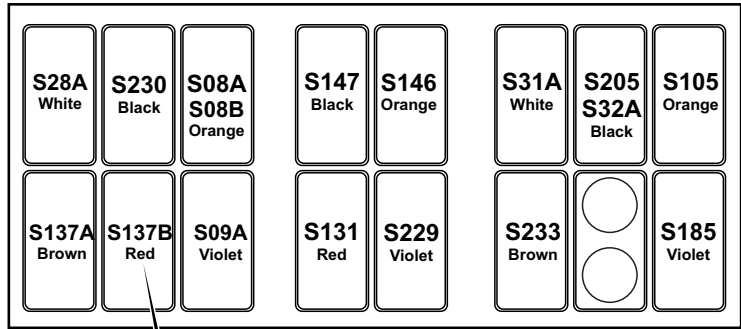 S28A
White
S230
Black
S08A
S08B
Orange
S147
Black
S146
Orange
S31A
White
S205
S32A
Black
S105
Orange
S137A
Brown
S137B
Red
S09A
Violet
S131
Red
S229
Violet
S233
Brown
S185
Violet